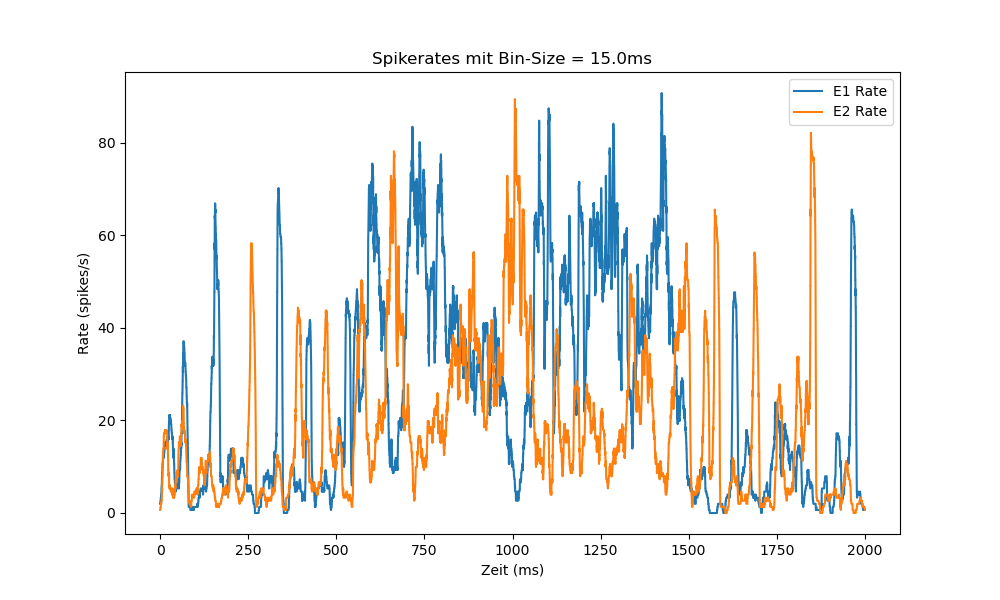 Spikerates mit Bin-Size = 15.0ms
E1 Rate
E2 Rate
Rate (spikes/s)
80
60
40
20
0
0 250 500 750 1000 1250 1500 1750 2000
Zeit (ms)